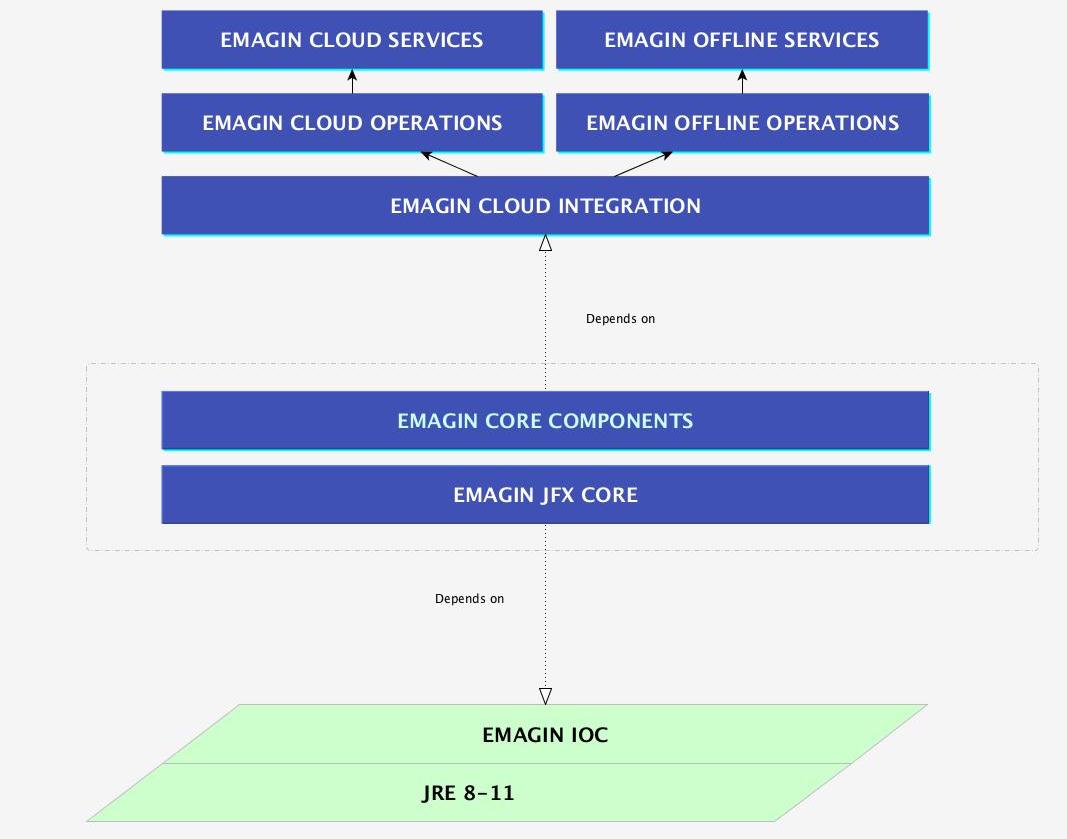 EMAGIN CLOUD SERVICES
EMAGIN OFFLINE SERVICES
EMAGIN CLOUD OPERATIONS
EMAGIN OFFLINE OPERATIONS
EMAGIN CLOUD INTEGRATION
Depends on
EMAGIN CORE COMPONENTS
EMAGIN JFX CORE
Depends on
EMAGIN IOC
JRE 8-11